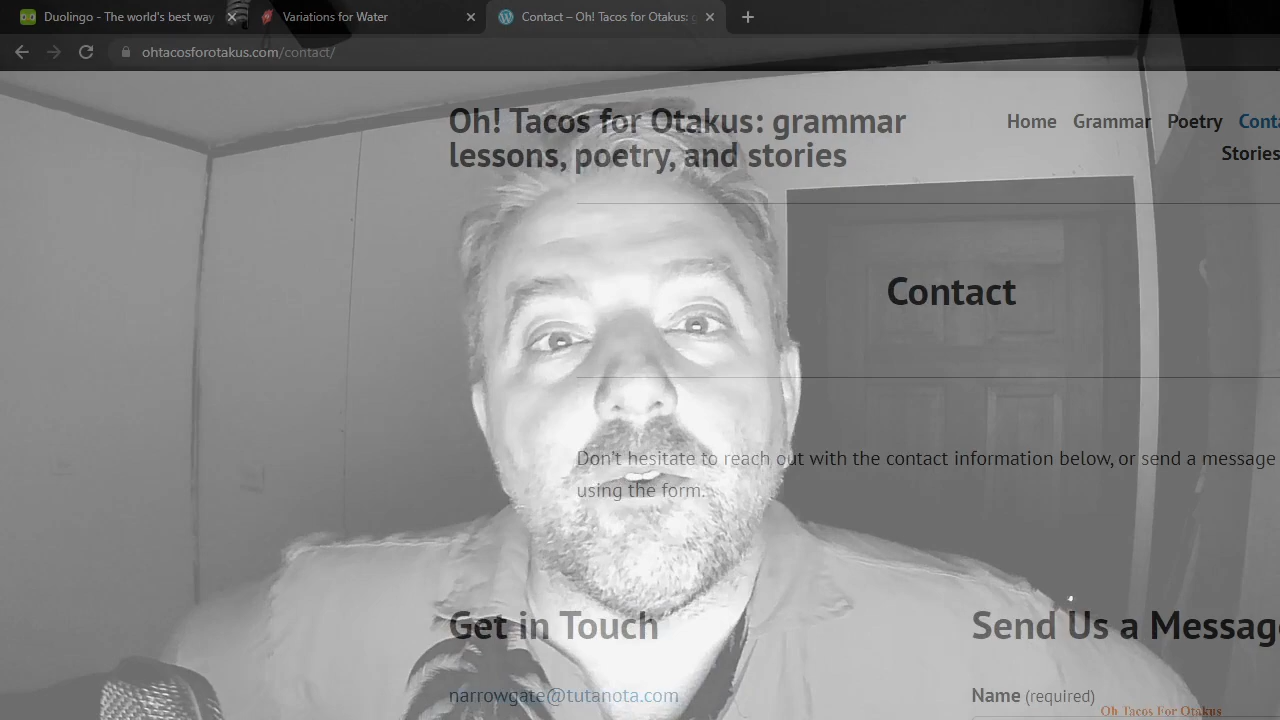 Duolingo - The world's best way
Variations for Water
Contact – Oh! Tacos for Otakus: g
ohtacosforotakus.com/contact/
Oh! Tacos for Otakus: grammar
lessons, poetry, and stories
Home Grammar Poetry Conta
Stories
Contact
Don't hesitate to reach out with the contact information below, or send a message
using the form.
Get in Touch
Send Us a Messag
narrowgate@tutanota.com
Name (required)
Oh Tacos For Otakus